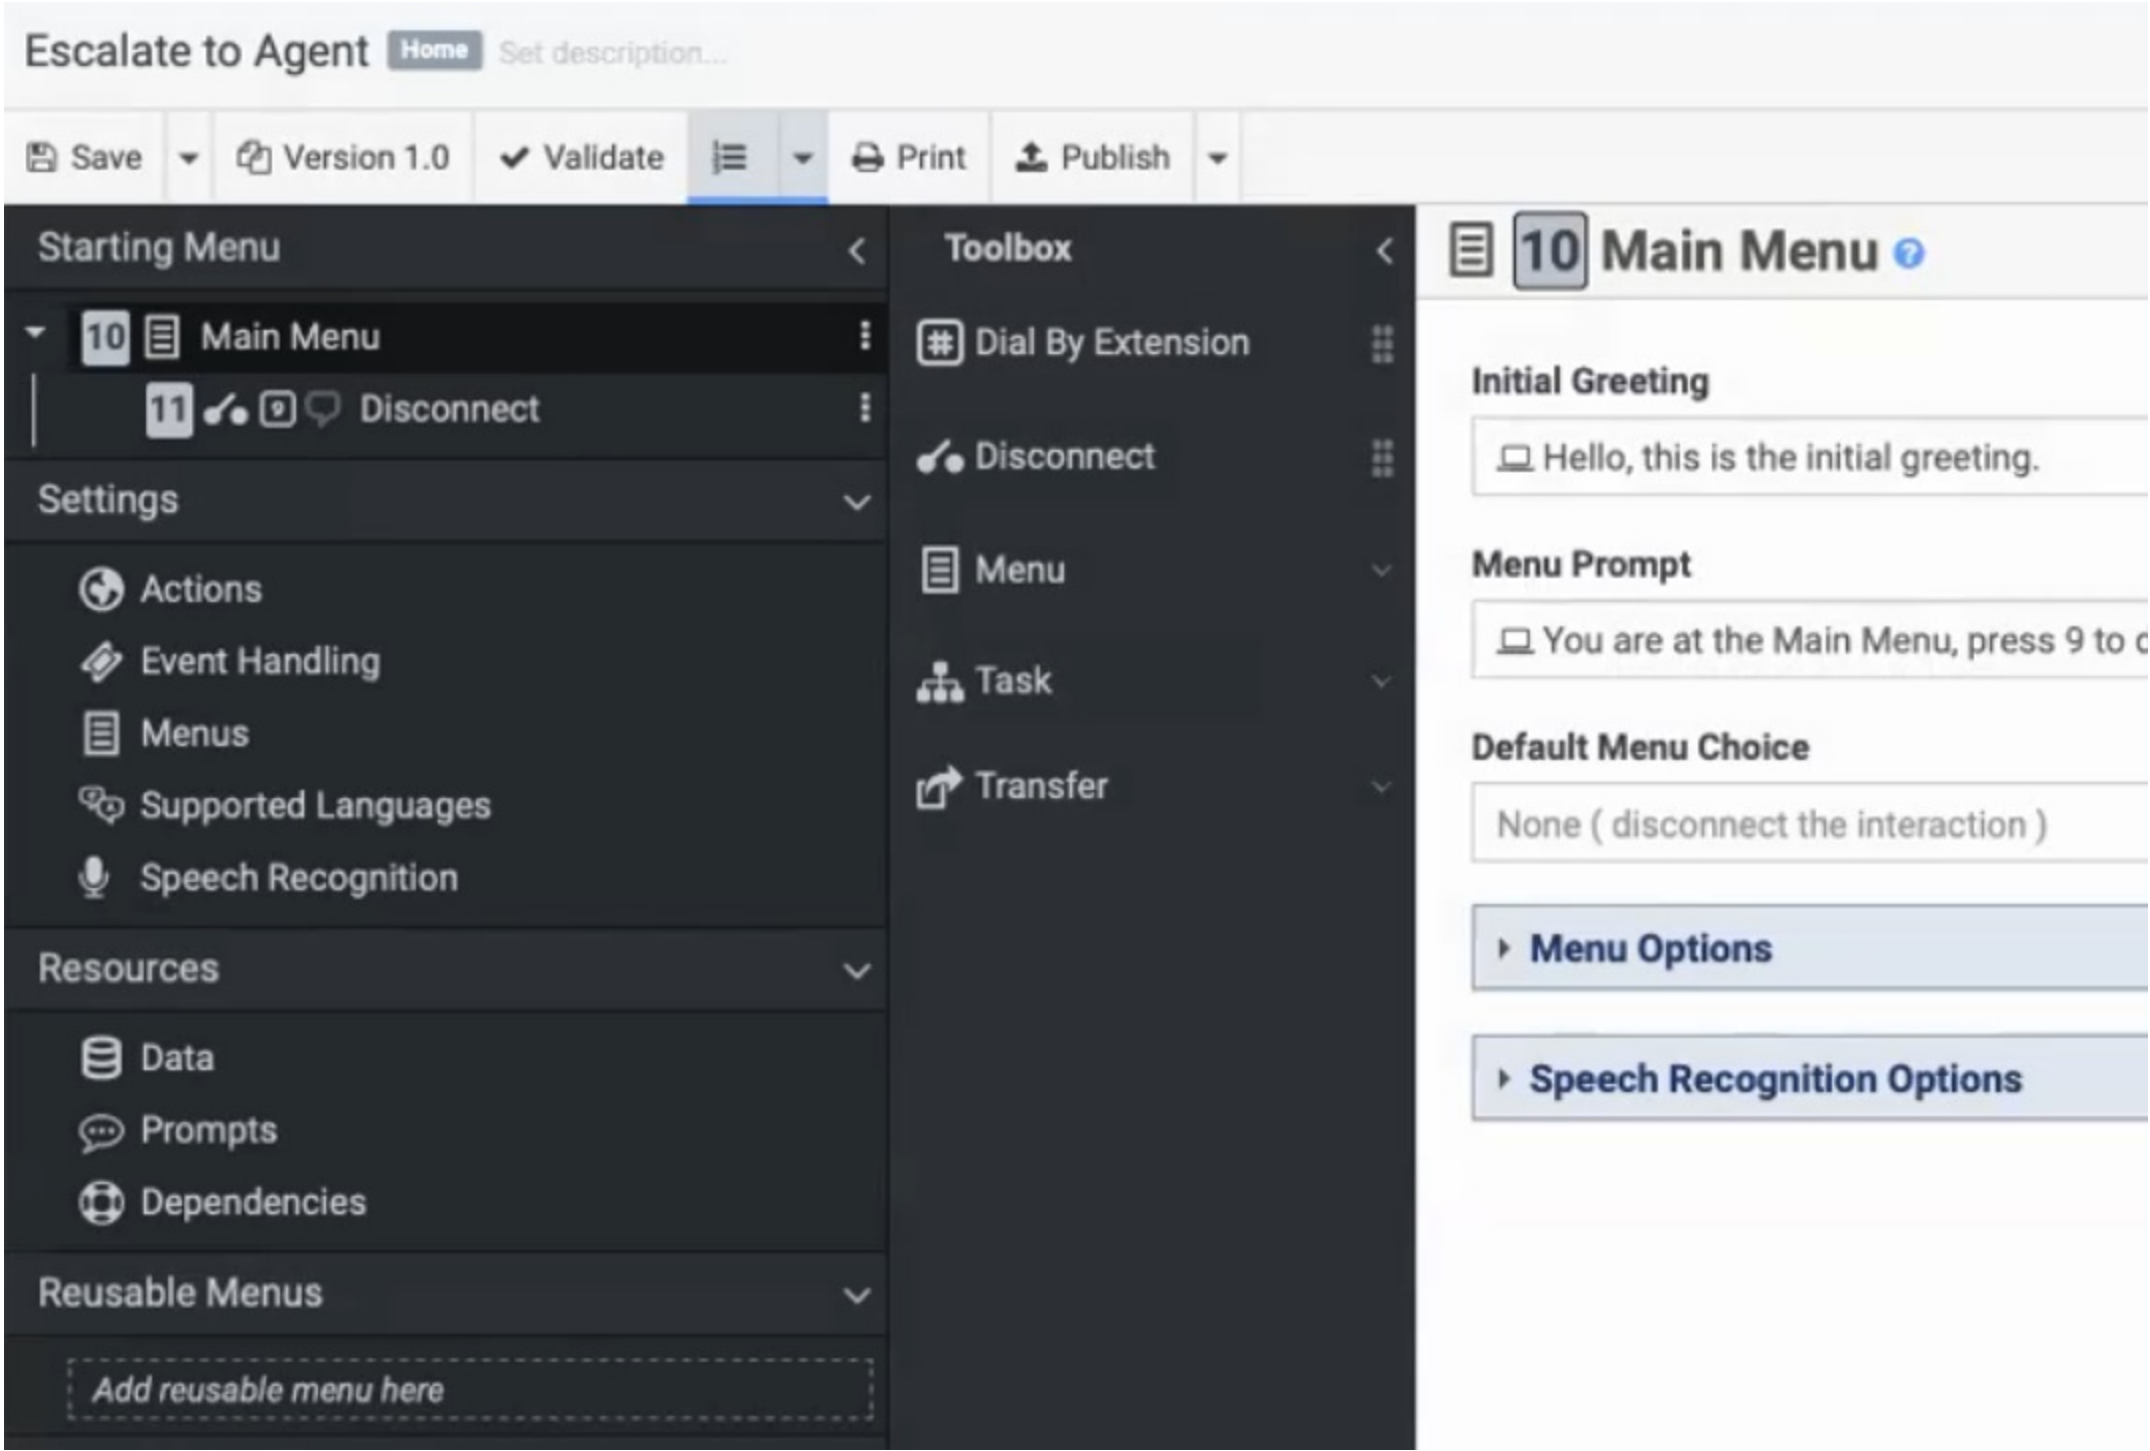 Escalate to Agent Home Set description...
Save Version 1.0 Validate Print Publish
Starting Menu
10 Main Menu
11 9 Disconnect
Settings
Actions
Event Handling
Menus
Supported Languages
Speech Recognition
Resources
Data
Prompts
Dependencies
Reusable Menus
Add reusable menu here
Toolbox
# Dial By Extension
Disconnect
Menu
Task
Transfer
10 Main Menu ?
Initial Greeting
Hello, this is the initial greeting.
Menu Prompt
You are at the Main Menu, press 9 to
Default Menu Choice
None ( disconnect the interaction )
Menu Options
Speech Recognition Options